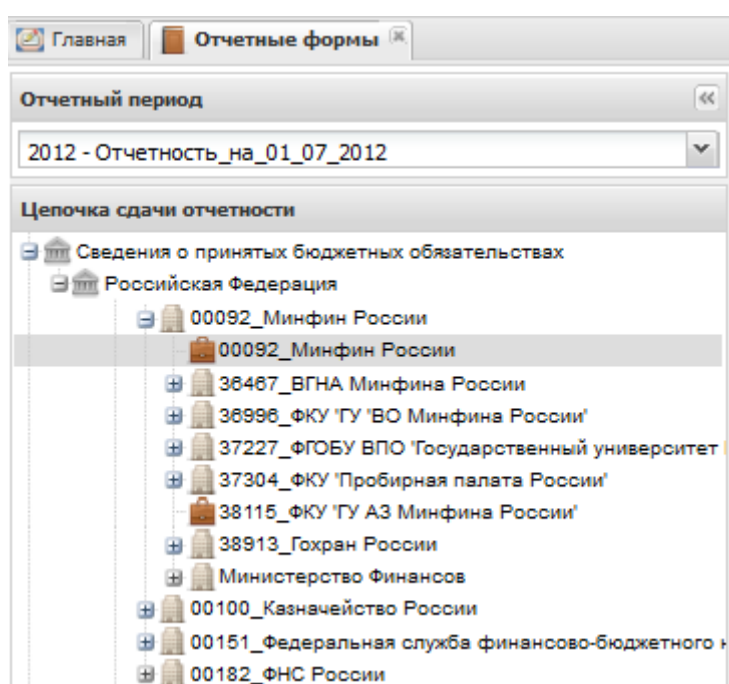 Главная Отчетные формы
Отчетный период
2012 - Отчетность_на_01_07_2012
Цепочка сдачи отчетности
Сведения о принятых бюджетных обязательствах
Российская Федерация
00092_Минфин России
00092_Минфин России
36467_ВГНА Минфина России
36996_ФКУ 'ГУ 'ВО Минфина России'
37227_ФГОБУ ВПО 'Государственный университет
37304_ФКУ 'Пробирная палата России'
38115_ФКУ 'ГУ АЗ Минфина России'
38913_Гохран России
Министерство Финансов
00100_Казначейство России
00151_Федеральная служба финансово-бюджетного
00182_ФНС России